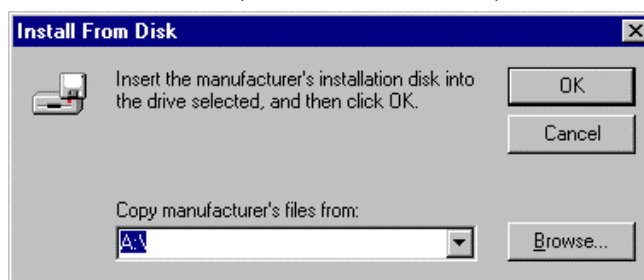 Install From Disk
Insert the manufacturer's installation disk into
the drive selected, and then click OK.
OK
Cancel
Copy manufacturer's files from:
A:\
Browse...